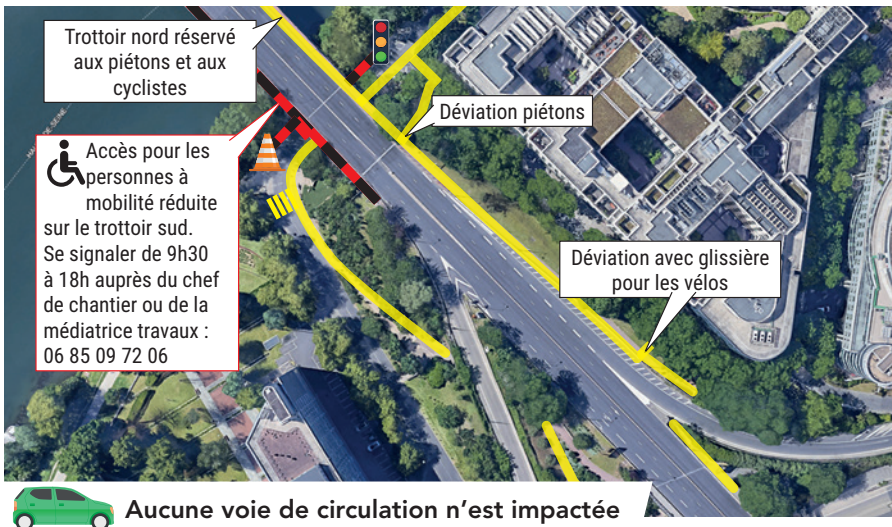 Trottoir nord réservé
aux piétons et aux
cyclistes
Déviation piétons
Accès pour les
personnes à
mobilité réduite
sur le trottoir sud.
Se signaler de 9h30
à 18h auprès du chef
de chantier ou de la
médiatrice travaux :
06 85 09 72 06
Déviation avec glissière
pour les vélos
Aucune voie de circulation n'est impactée